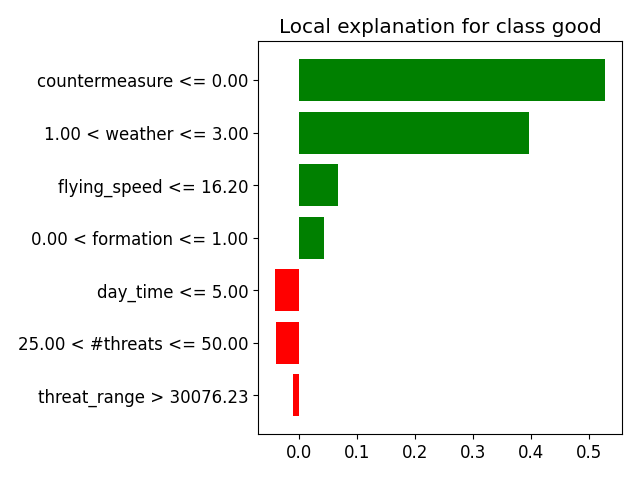 Local explanation for class good
countermeasure <= 0.00
1.00 < weather <= 3.00
flying_speed <= 16.20
0.00 < formation <= 1.00
day_time <= 5.00
25.00 < #threats <= 50.00
threat_range > 30076.23
0.0 0.1 0.2 0.3 0.4 0.5